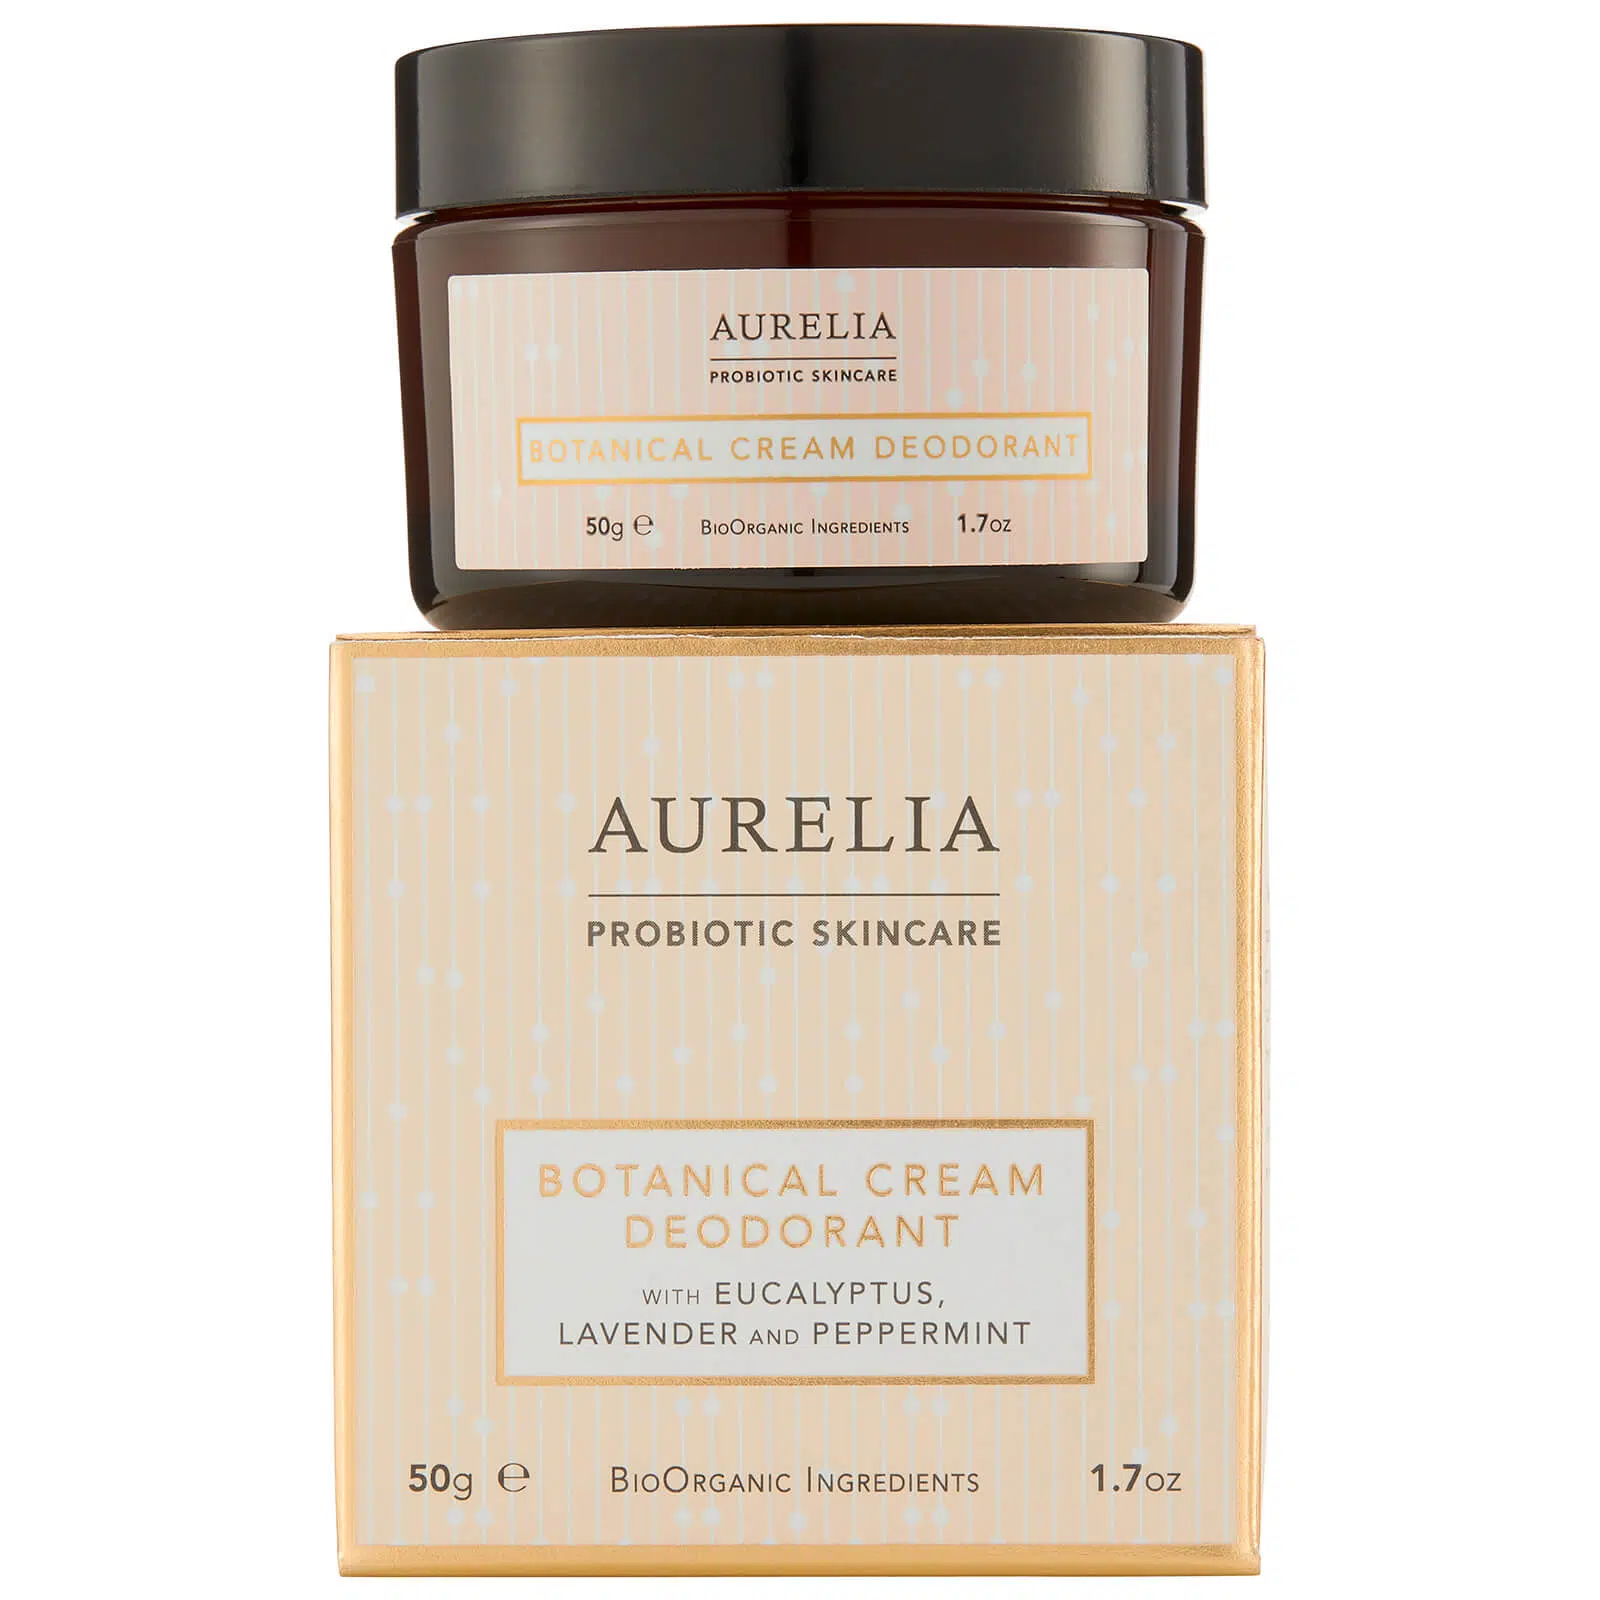 AURELIA
PROBIOTIC SKINCARE
BOTANICAL CREAM DEODORANT
50g ℮ BIOORGANIC INGREDIENTS 1.7oz
AURELIA
PROBIOTIC SKINCARE
BOTANICAL CREAM
DEODORANT
WITH EUCALYPTUS,
LAVENDER AND PEPPERMINT
50g ℮ BIOORGANIC INGREDIENTS 1.7oz